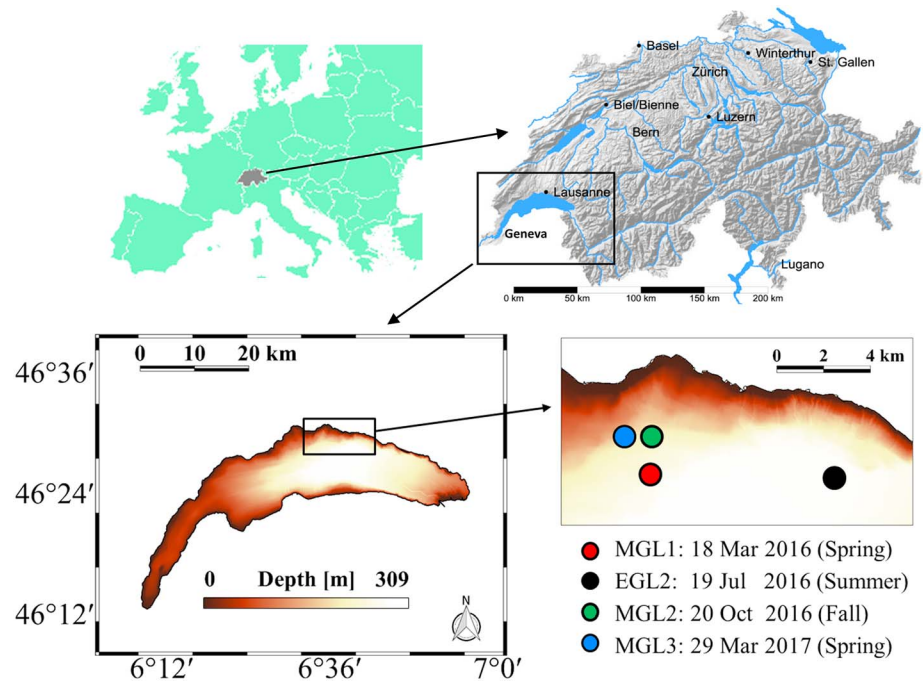 Basel
Winterthur
St. Gallen
Zürich
Biel/Bienne
Luzern
Bern
Lausanne
Geneva
Lugano
0 km 50 km 100 km 150 km 200 km
0 10 20 km
46°36′
46°24′
46°12′
0 Depth [m] 309
N
6°12′ 6°36′ 7°0′
0 2 4 km
MGL1: 18 Mar 2016 (Spring)
EGL2: 19 Jul 2016 (Summer)
MGL2: 20 Oct 2016 (Fall)
MGL3: 29 Mar 2017 (Spring)